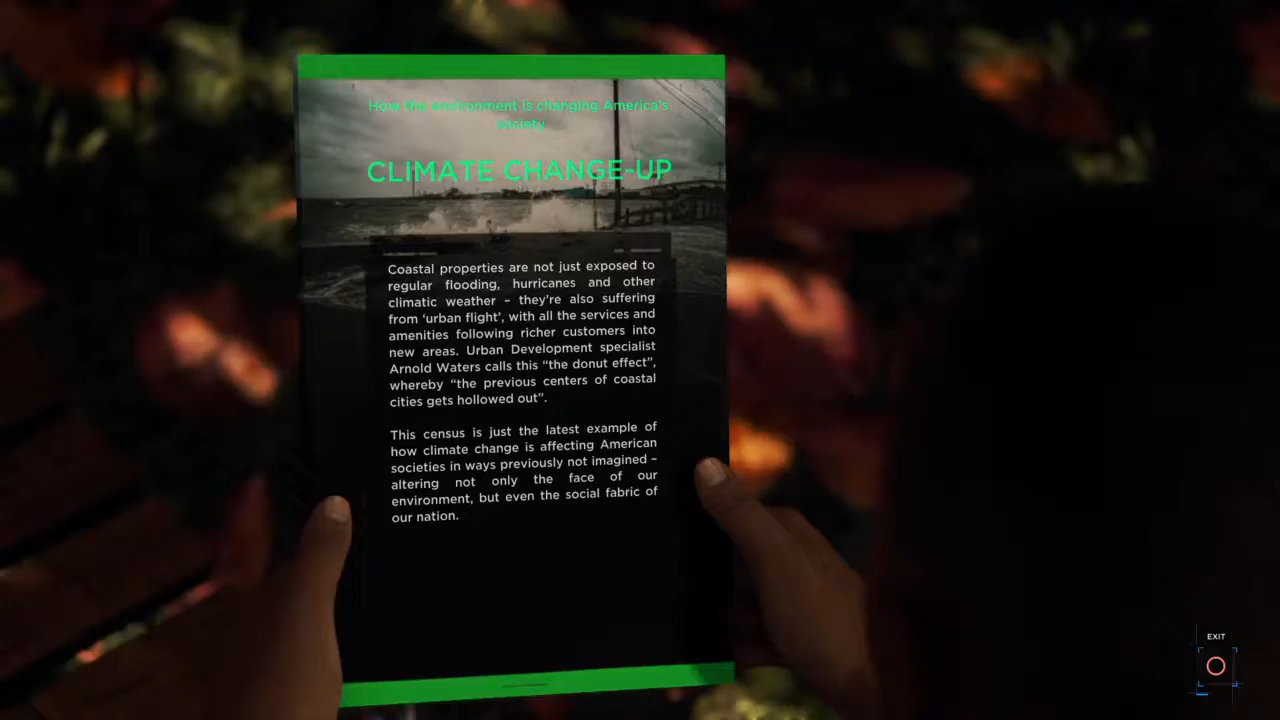 How the environment is changing America's
society
CLIMATE CHANGE-UP
Coastal properties are not just exposed to
regular flooding, hurricanes and other
climatic weather – they're also suffering
from 'urban flight', with all the services and
amenities following richer customers into
new areas. Urban Development specialist
Arnold Waters calls this "the donut effect",
whereby "the previous centers of coastal
cities gets hollowed out".
This census is just the latest example of
how climate change is affecting American
societies in ways previously not imagined –
altering not only the face of our
environment, but even the social fabric of
our nation.
EXIT